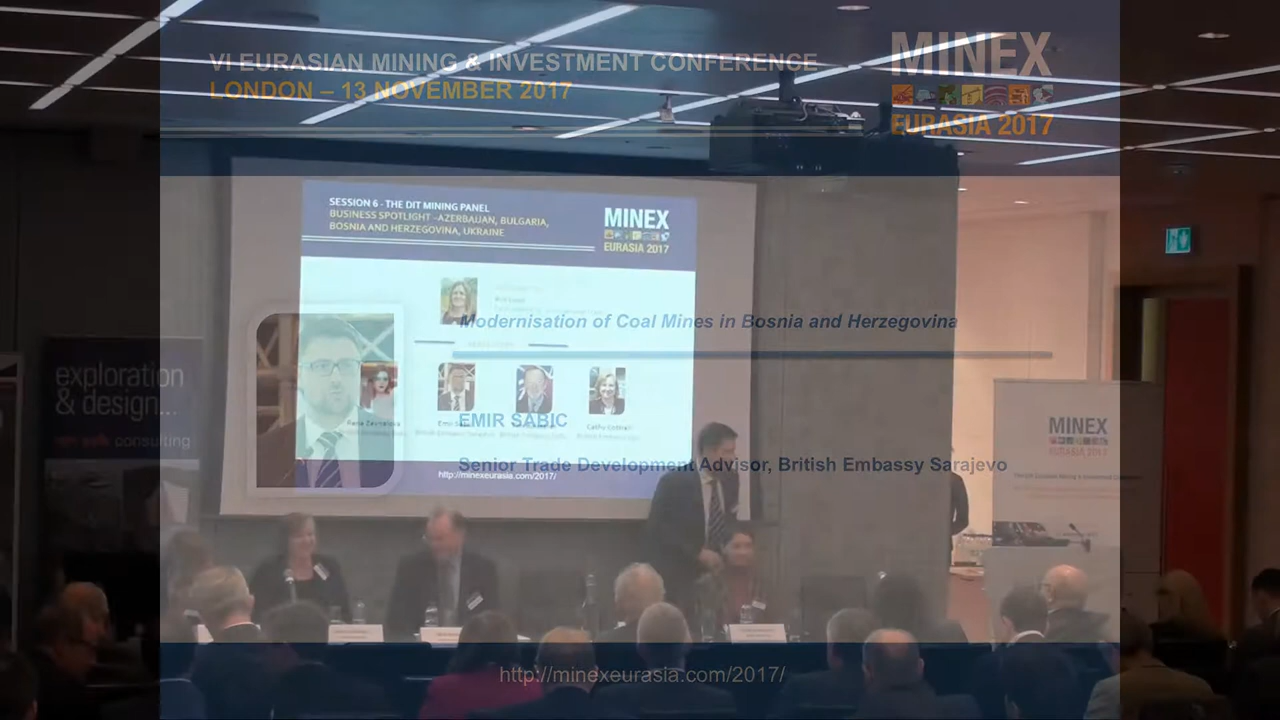 VI EURASIAN MINING & INVESTMENT CONFERENCE
LONDON – 13 NOVEMBER 2017
MINEX
EURASIA 2017
SESSION 6 - THE DIT MINING PANEL
BUSINESS SPOTLIGHT - AZERBAIJAN, BULGARIA,
BOSNIA AND HERZEGOVINA, UKRAINE
MINEX
EURASIA 2017
Modernisation of Coal Mines in Bosnia and Herzegovina
EMIR SABIC
Senior Trade Development Advisor, British Embassy Sarajevo
Cathy Cottrell
http://minexeurasia.com/2017/
exploration
& design...
consulting
MINEX
EURASIA 2017
http://minexeurasia.com/2017/